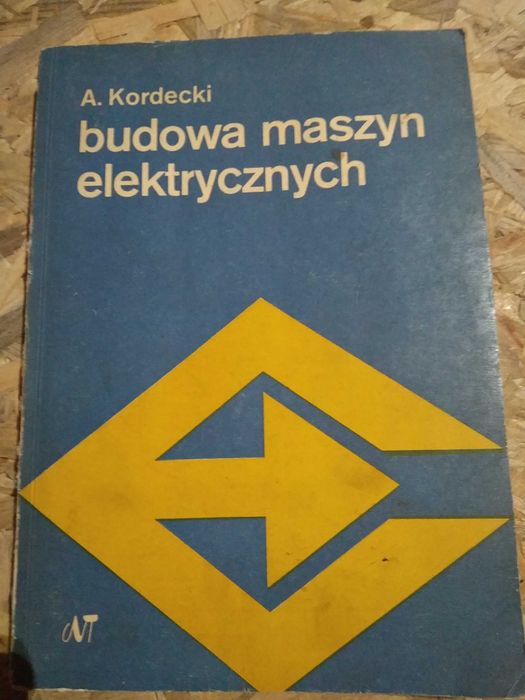 A. Kordecki
budowa maszyn
elektrycznych
WNT